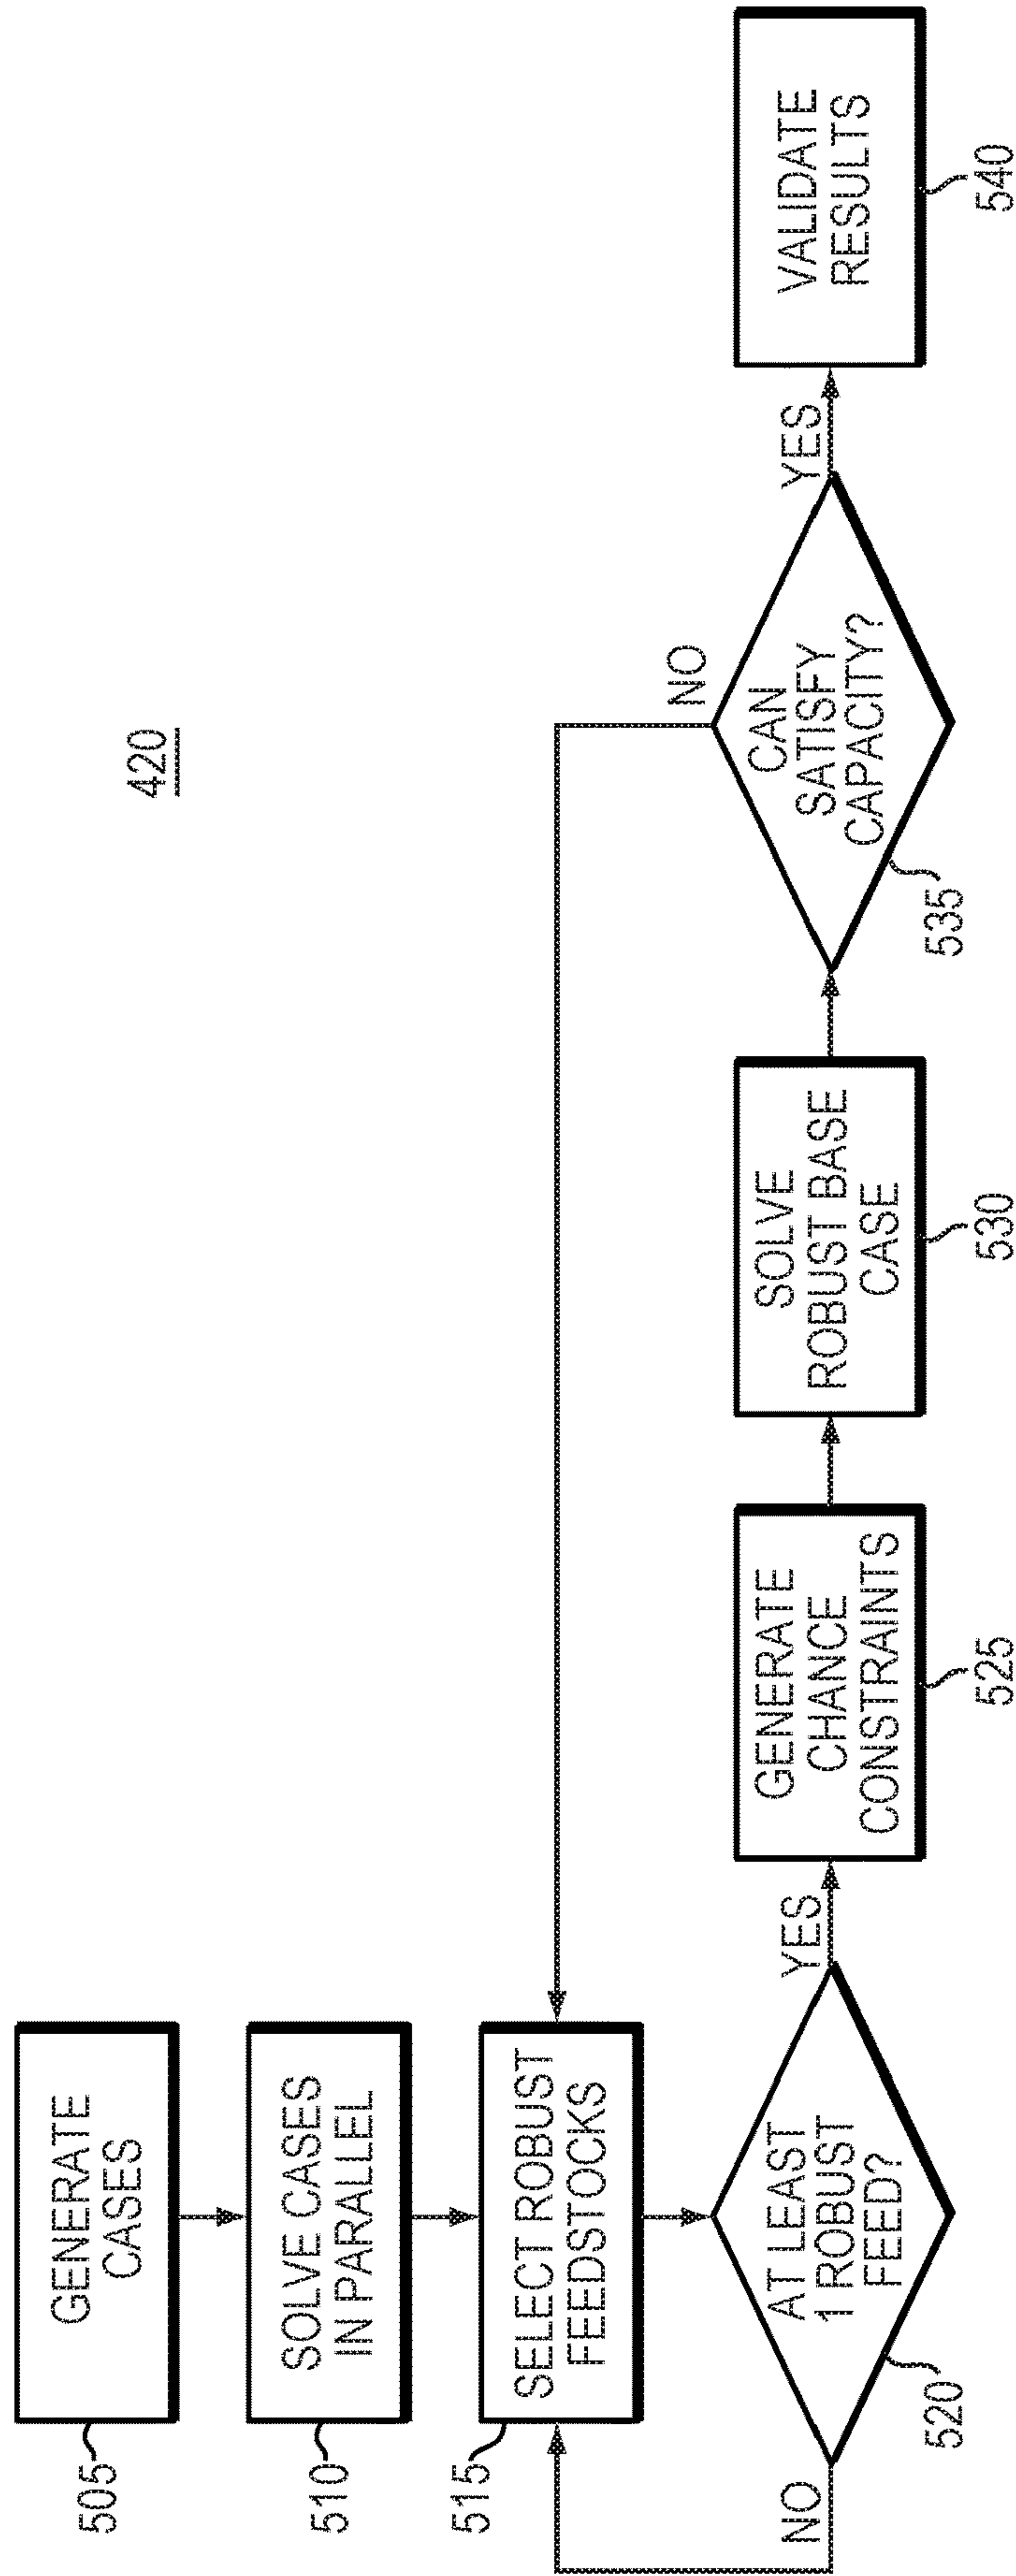 420
GENERATE
CASES
505
SOLVE CASES
IN PARALLEL
510
SELECT ROBUST
FEEDSTOCKS
515
AT LEAST
1 ROBUST
FEED?
520
NO
YES
GENERATE
CHANCE
CONSTRAINTS
525
SOLVE
ROBUST BASE
CASE
530
CAN
SATISFY
CAPACITY?
535
NO
YES
VALIDATE
RESULTS
540